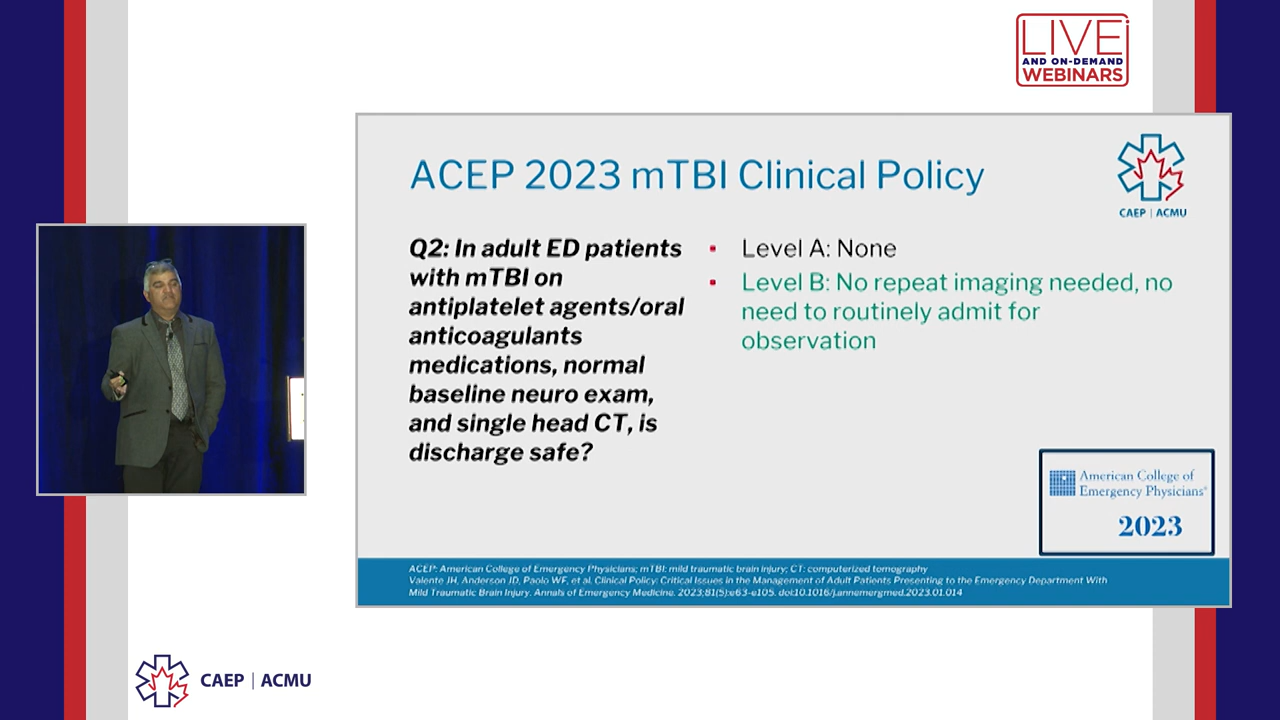 LIVE
AND ON-DEMAND
WEBINARS
ACEP 2023 mTBI Clinical Policy
CAEP | ACMU
Q2: In adult ED patients
with mTBI on
antiplatelet agents/oral
anticoagulants
medications, normal
baseline neuro exam,
and single head CT, is
discharge safe?
• Level A: None
• Level B: No repeat imaging needed, no
need to routinely admit for
observation
American College of
Emergency Physicians®
2023
ACEP: American College of Emergency Physicians; mTBI: mild traumatic brain injury; CT: computerized tomography
Valente JH, Anderson JD, Paolo WF, et al. Clinical Policy: Critical Issues in the Management of Adult Patients Presenting to the Emergency Department With
Mild Traumatic Brain Injury. Annals of Emergency Medicine. 2023;81(5):e63-e105. doi:10.1016/j.annemergmed.2023.01.014
CAEP | ACMU